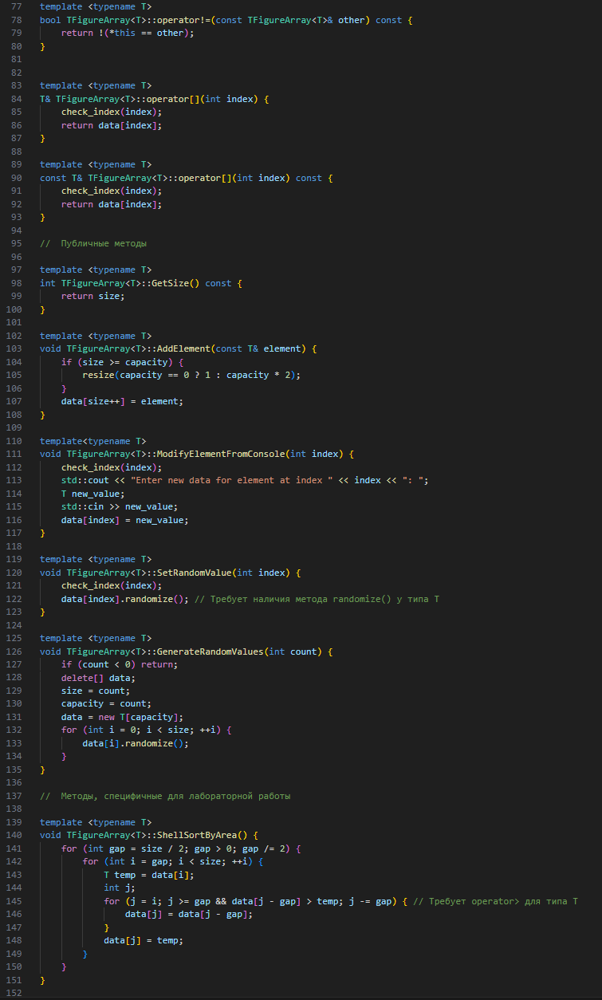 77 template <typename T>
78 bool TFigureArray<T>::operator!=(const TFigureArray<T>& other) const {
79     return !(*this == other);
80 }
81
82
83 template <typename T>
84 T& TFigureArray<T>::operator[](int index) {
85     check_index(index);
86     return data[index];
87 }
88
89 template <typename T>
90 const T& TFigureArray<T>::operator[](int index) const {
91     check_index(index);
92     return data[index];
93 }
94
95 //  Публичные методы
96
97 template <typename T>
98 int TFigureArray<T>::GetSize() const {
99     return size;
100 }
101
102 template <typename T>
103 void TFigureArray<T>::AddElement(const T& element) {
104     if (size >= capacity) {
105         resize(capacity == 0 ? 1 : capacity * 2);
106     }
107     data[size++] = element;
108 }
109
110 template<typename T>
111 void TFigureArray<T>::ModifyElementFromConsole(int index) {
112     check_index(index);
113     std::cout << "Enter new data for element at index " << index << ": ";
114     T new_value;
115     std::cin >> new_value;
116     data[index] = new_value;
117 }
118
119 template <typename T>
120 void TFigureArray<T>::SetRandomValue(int index) {
121     check_index(index);
122     data[index].randomize(); // Требует наличия метода randomize() у типа T
123 }
124
125 template <typename T>
126 void TFigureArray<T>::GenerateRandomValues(int count) {
127     if (count < 0) return;
128     delete[] data;
129     size = count;
130     capacity = count;
131     data = new T[capacity];
132     for (int i = 0; i < size; ++i) {
133         data[i].randomize();
134     }
135 }
136
137 //  Методы, специфичные для лабораторной работы
138
139 template <typename T>
140 void TFigureArray<T>::ShellSortByArea() {
141     for (int gap = size / 2; gap > 0; gap /= 2) {
142         for (int i = gap; i < size; ++i) {
143             T temp = data[i];
144             int j;
145             for (j = i; j >= gap && data[j - gap] > temp; j -= gap) { // Требует operator> для типа T
146                 data[j] = data[j - gap];
147             }
148             data[j] = temp;
149         }
150     }
151 }
152